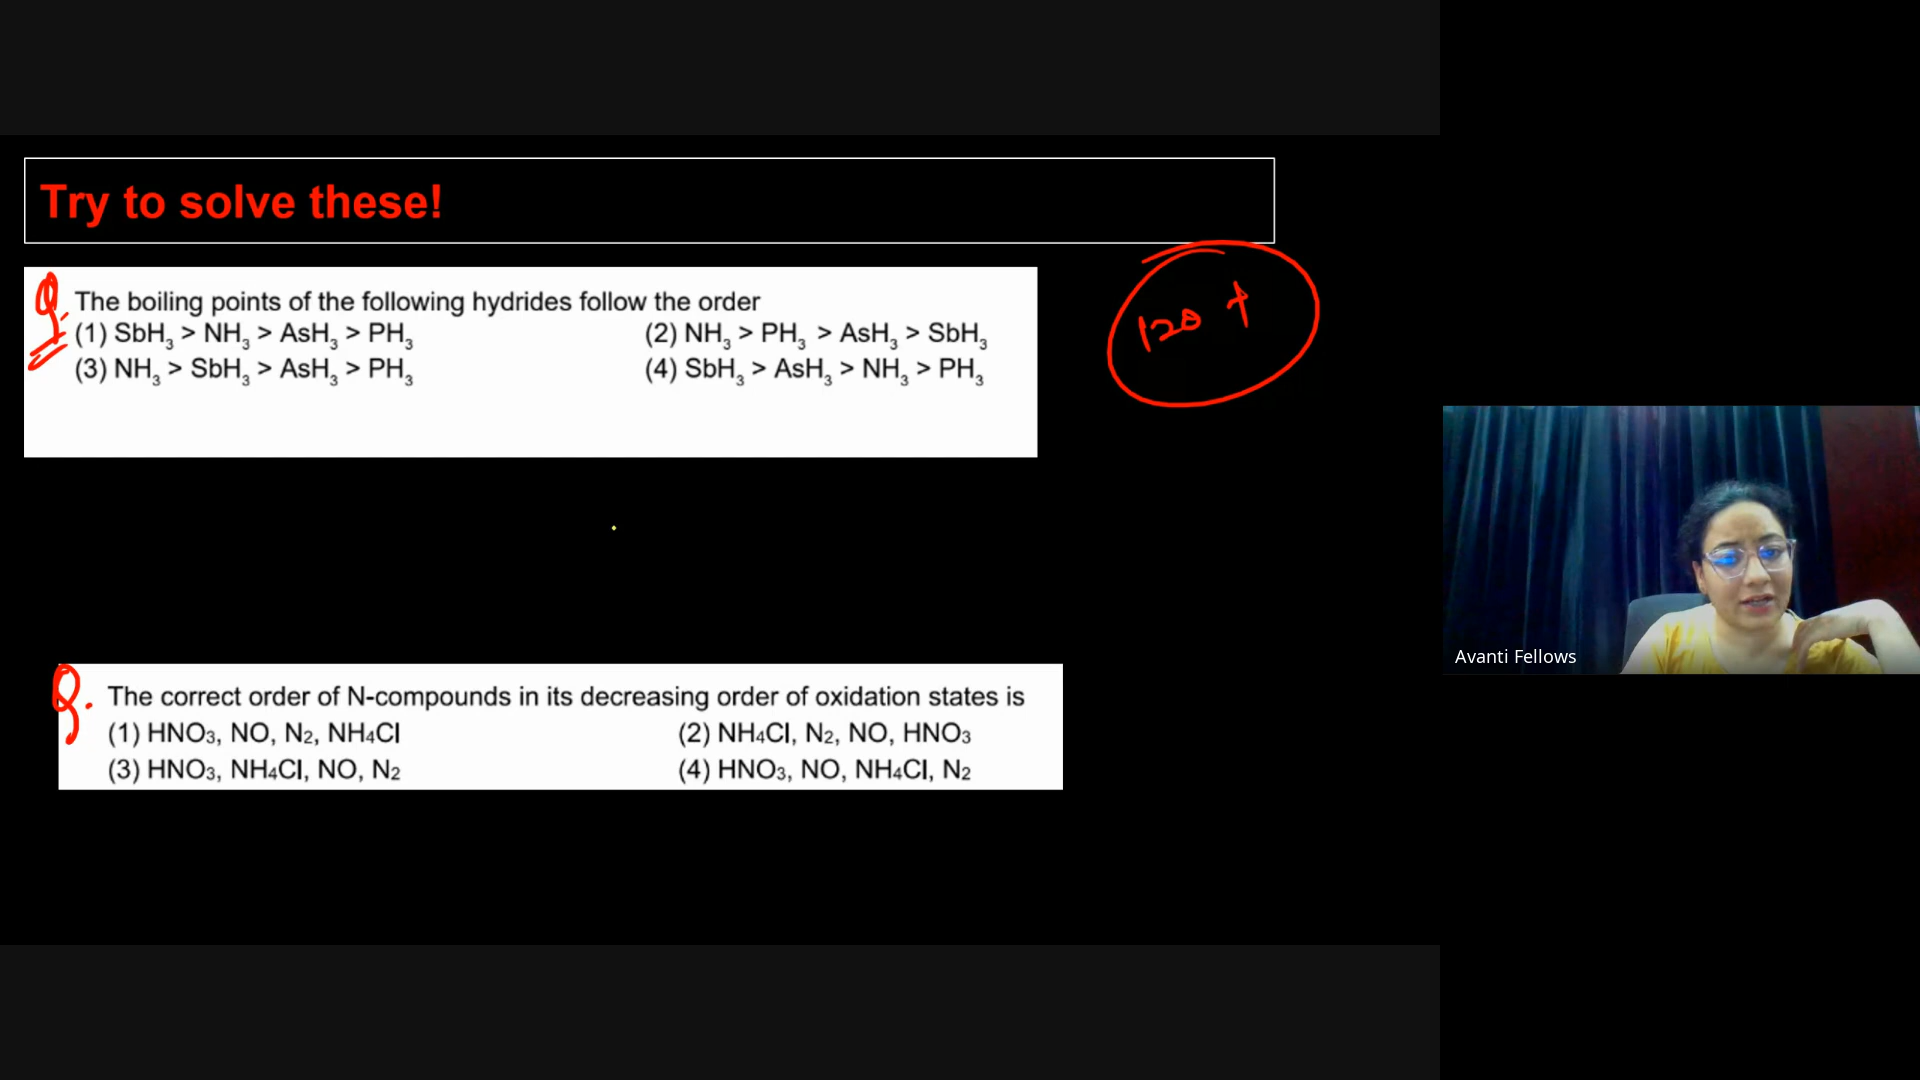 Try to solve these!
Q. The boiling points of the following hydrides follow the order
(1) SbH₃ > NH₃ > AsH₃ > PH₃ (2) NH₃ > PH₃ > AsH₃ > SbH₃
(3) NH₃ > SbH₃ > AsH₃ > PH₃ (4) SbH₃ > AsH₃ > NH₃ > PH₃
120 +
Avanti Fellows
Q. The correct order of N-compounds in its decreasing order of oxidation states is
(1) HNO₃, NO, N₂, NH₄Cl (2) NH₄Cl, N₂, NO, HNO₃
(3) HNO₃, NH₄Cl, NO, N₂ (4) HNO₃, NO, NH₄Cl, N₂